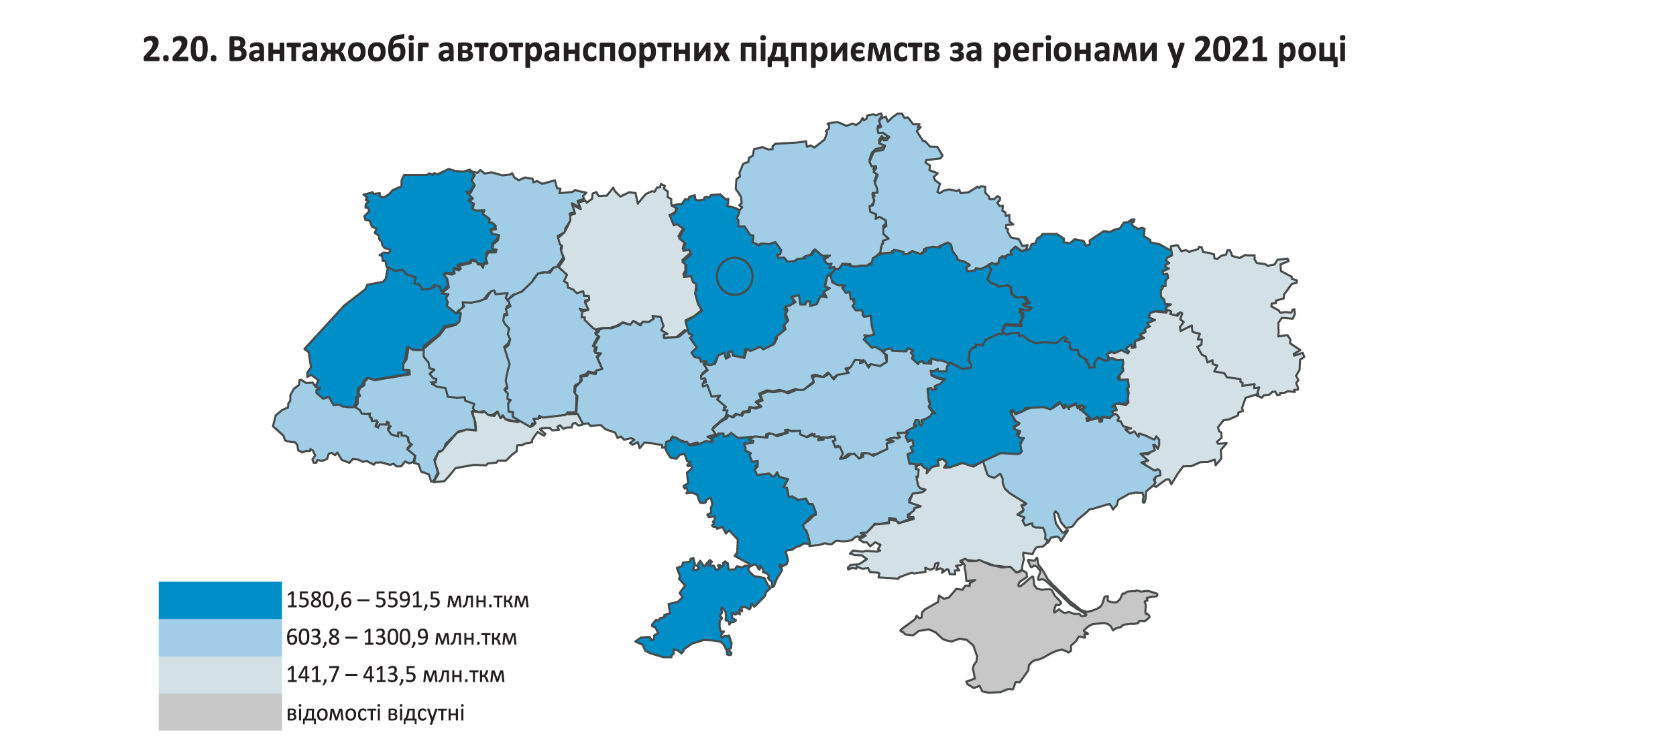 2.20. Вантажообіг автотранспортних підприємств за регіонами у 2021 році
1580,6 – 5591,5 млн.ткм
603,8 – 1300,9 млн.ткм
141,7 – 413,5 млн.ткм
відомості відсутні